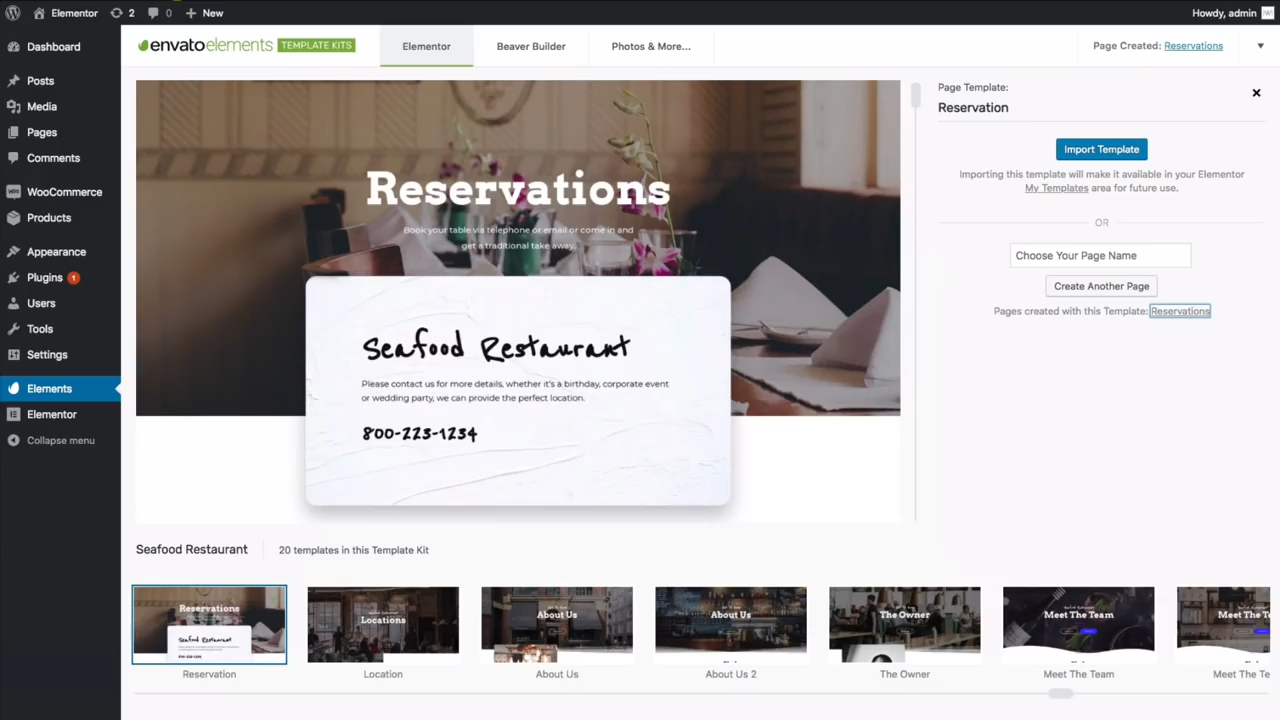 Elementor
2
0
New
Howdy, admin
Dashboard
Posts
Media
Pages
Comments
WooCommerce
Products
Appearance
Plugins 1
Users
Tools
Settings
Elements
Elementor
Collapse menu
envatoelements TEMPLATE KITS
Elementor
Beaver Builder
Photos & More...
Page Created: Reservations
Reservations
Book your table via telephone or email or come in and
get a traditional take away.
Seafood Restaurant
Please contact us for more details, whether it's a birthday, corporate event
or wedding party, we can provide the perfect location.
800-223-1234
Page Template:
Reservation
Import Template
Importing this template will make it available in your Elementor
My Templates area for future use.
OR
Choose Your Page Name
Create Another Page
Pages created with this Template: Reservations
Seafood Restaurant
20 templates in this Template Kit
Reservations
Seafood Restaurant
800-223-1234
Locations
About Us
About Us
The Owner
Meet The Team
Meet The T
Reservation
Location
About Us
About Us 2
The Owner
Meet The Team
Meet The Te